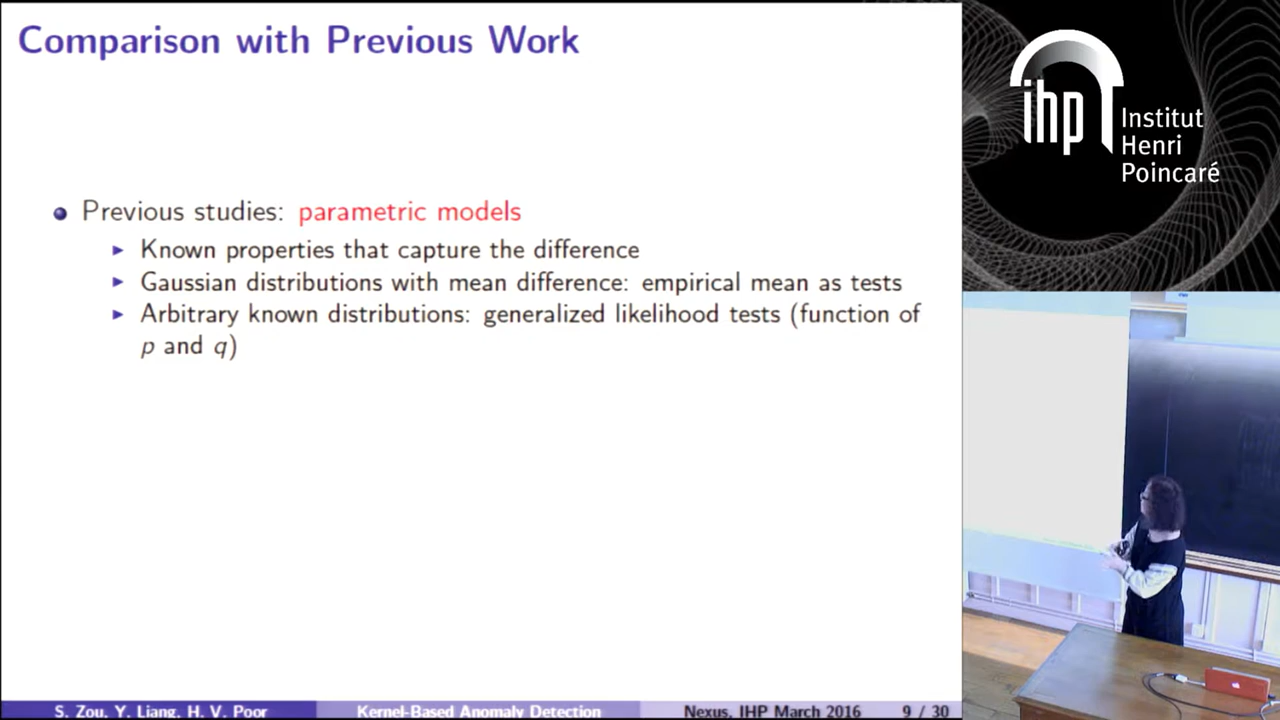 Comparison with Previous Work
Previous studies: parametric models
Known properties that capture the difference
Gaussian distributions with mean difference: empirical mean as tests
Arbitrary known distributions: generalized likelihood tests (function of
p and q)
S. Zou, Y. Liang, H. V. Poor
Kernel-Based Anomaly Detection
Nexus, IHP March 2016
9 / 30
ihp
Institut
Henri
Poincaré